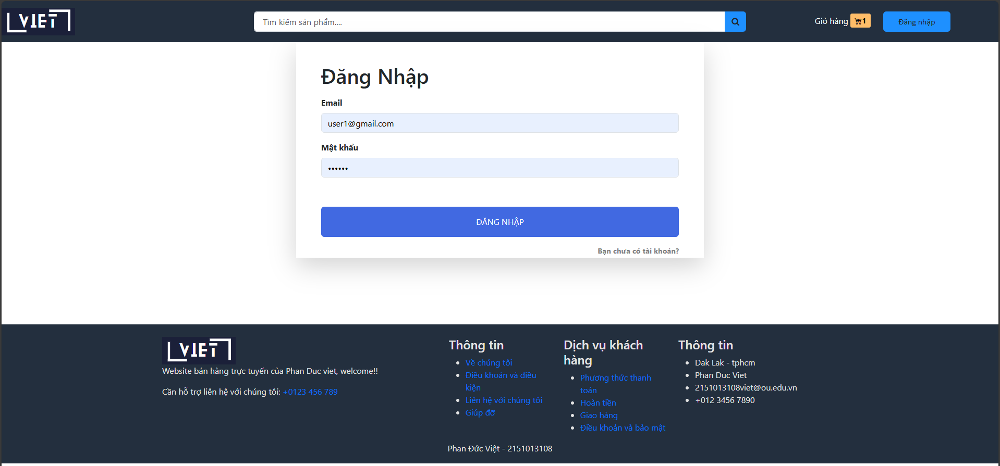 VIET
Tìm kiếm sản phẩm....
Giỏ hàng 1
Đăng nhập
Đăng Nhập
Email
user1@gmail.com
Mật khẩu
••••••
ĐĂNG NHẬP
Bạn chưa có tài khoản?
VIET
Website bán hàng trực tuyến của Phan Duc viet, welcome!!
Cần hỗ trợ liên hệ với chúng tôi: +0123 456 789
Thông tin
Về chúng tôi
Điều khoản và điều
kiện
Liên hệ với chúng tôi
Giúp đỡ
Dịch vụ khách
hàng
Phương thức thanh
toán
Hoàn tiền
Giao hàng
Điều khoản và bảo mật
Thông tin
Dak Lak - tphcm
Phan Duc Viet
2151013108viet@ou.edu.vn
+012 3456 7890
Phan Đức Việt - 2151013108